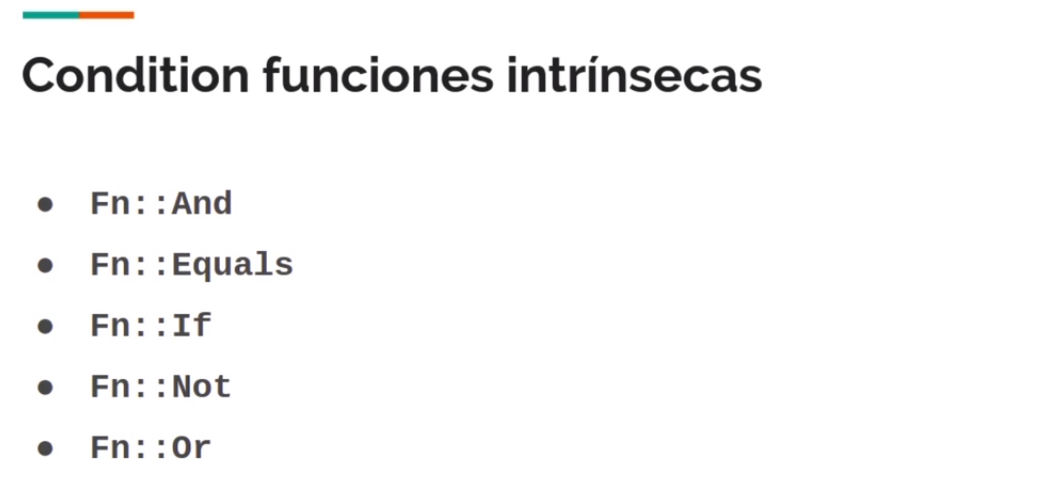 Condition funciones intrínsecas
● Fn::And
● Fn::Equals
● Fn::If
● Fn::Not
● Fn::Or